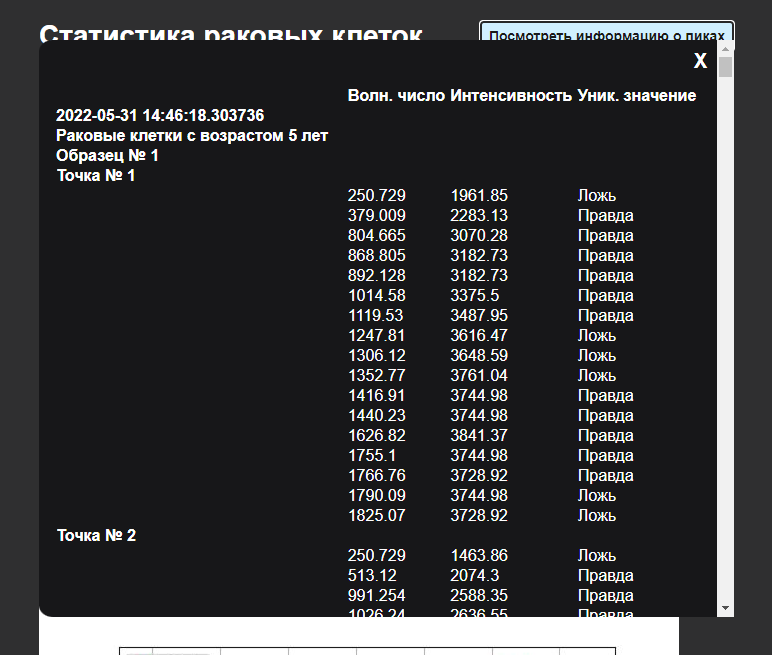 Статистика раковых клеток
Посмотреть информацию о пиках
X
Волн. число Интенсивность Уник. значение
2022-05-31 14:46:18.303736
Раковые клетки с возрастом 5 лет
Образец № 1
Точка № 1
250.729 1961.85 Ложь
379.009 2283.13 Правда
804.665 3070.28 Правда
868.805 3182.73 Правда
892.128 3182.73 Правда
1014.58 3375.5 Правда
1119.53 3487.95 Правда
1247.81 3616.47 Ложь
1306.12 3648.59 Ложь
1352.77 3761.04 Ложь
1416.91 3744.98 Правда
1440.23 3744.98 Правда
1626.82 3841.37 Правда
1755.1 3744.98 Правда
1766.76 3728.92 Правда
1790.09 3744.98 Ложь
1825.07 3728.92 Ложь
Точка № 2
250.729 1463.86 Ложь
513.12 2074.3 Правда
991.254 2588.35 Правда
1026.24 2636.55 Правда